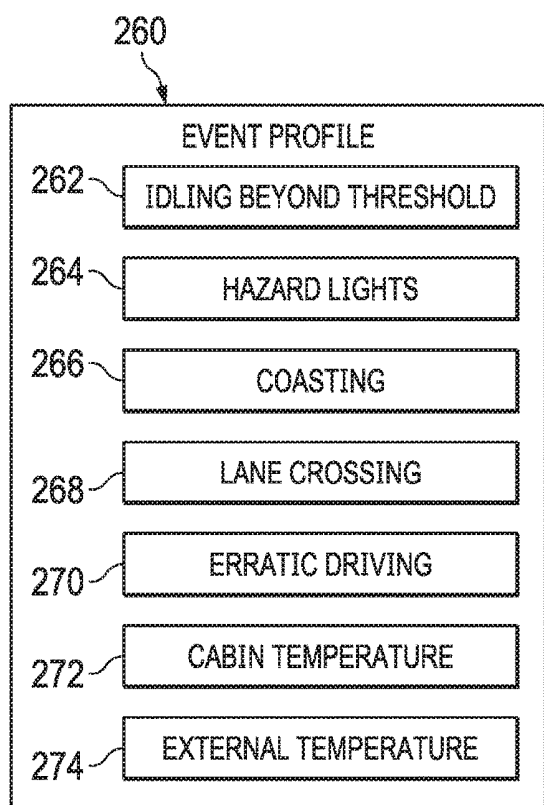 260
EVENT PROFILE
262 IDLING BEYOND THRESHOLD
264 HAZARD LIGHTS
266 COASTING
268 LANE CROSSING
270 ERRATIC DRIVING
272 CABIN TEMPERATURE
274 EXTERNAL TEMPERATURE